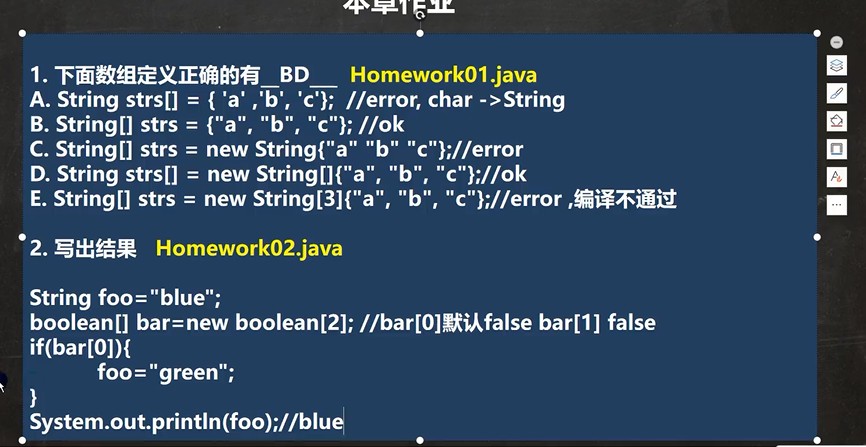 本章作业
1. 下面数组定义正确的有__BD___ Homework01.java
A. String strs[] = { 'a' ,'b', 'c'}; //error, char ->String
B. String[] strs = {"a", "b", "c"}; //ok
C. String[] strs = new String{"a" "b" "c"};//error
D. String strs[] = new String[]{"a", "b", "c"};//ok
E. String[] strs = new String[3]{"a", "b", "c"};//error ,编译不通过
2. 写出结果 Homework02.java
String foo="blue";
boolean[] bar=new boolean[2]; //bar[0]默认false bar[1] false
if(bar[0]){
foo="green";
}
System.out.println(foo);//blue